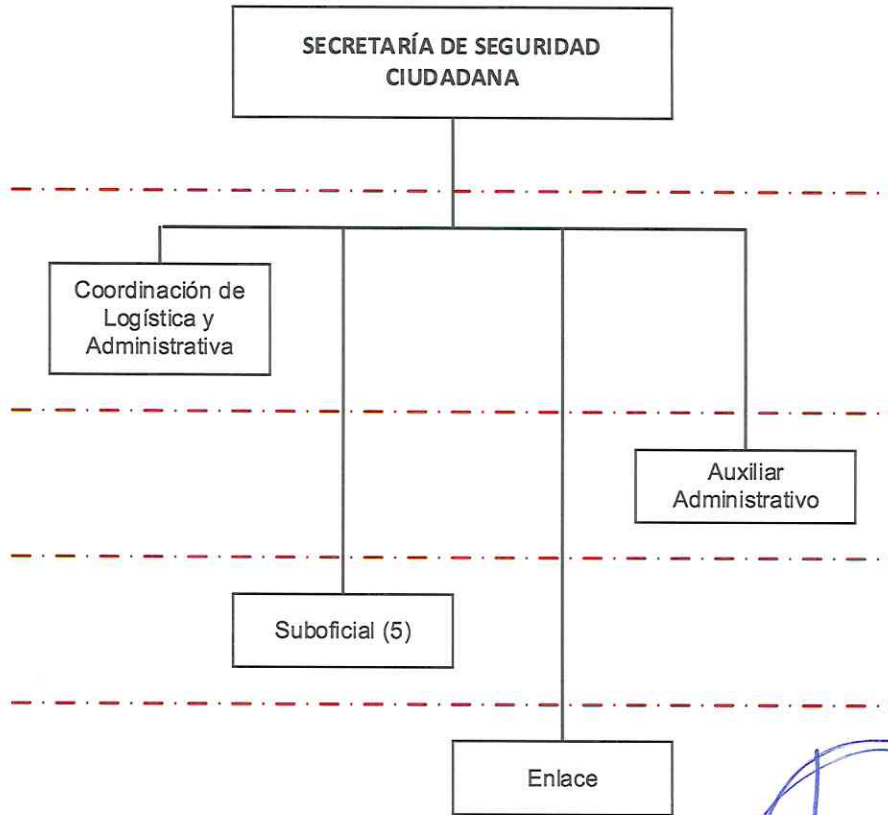 SECRETARÍA DE SEGURIDAD
CIUDADANA
Coordinación de
Logística y
Administrativa
Auxiliar
Administrativo
Suboficial (5)
Enlace